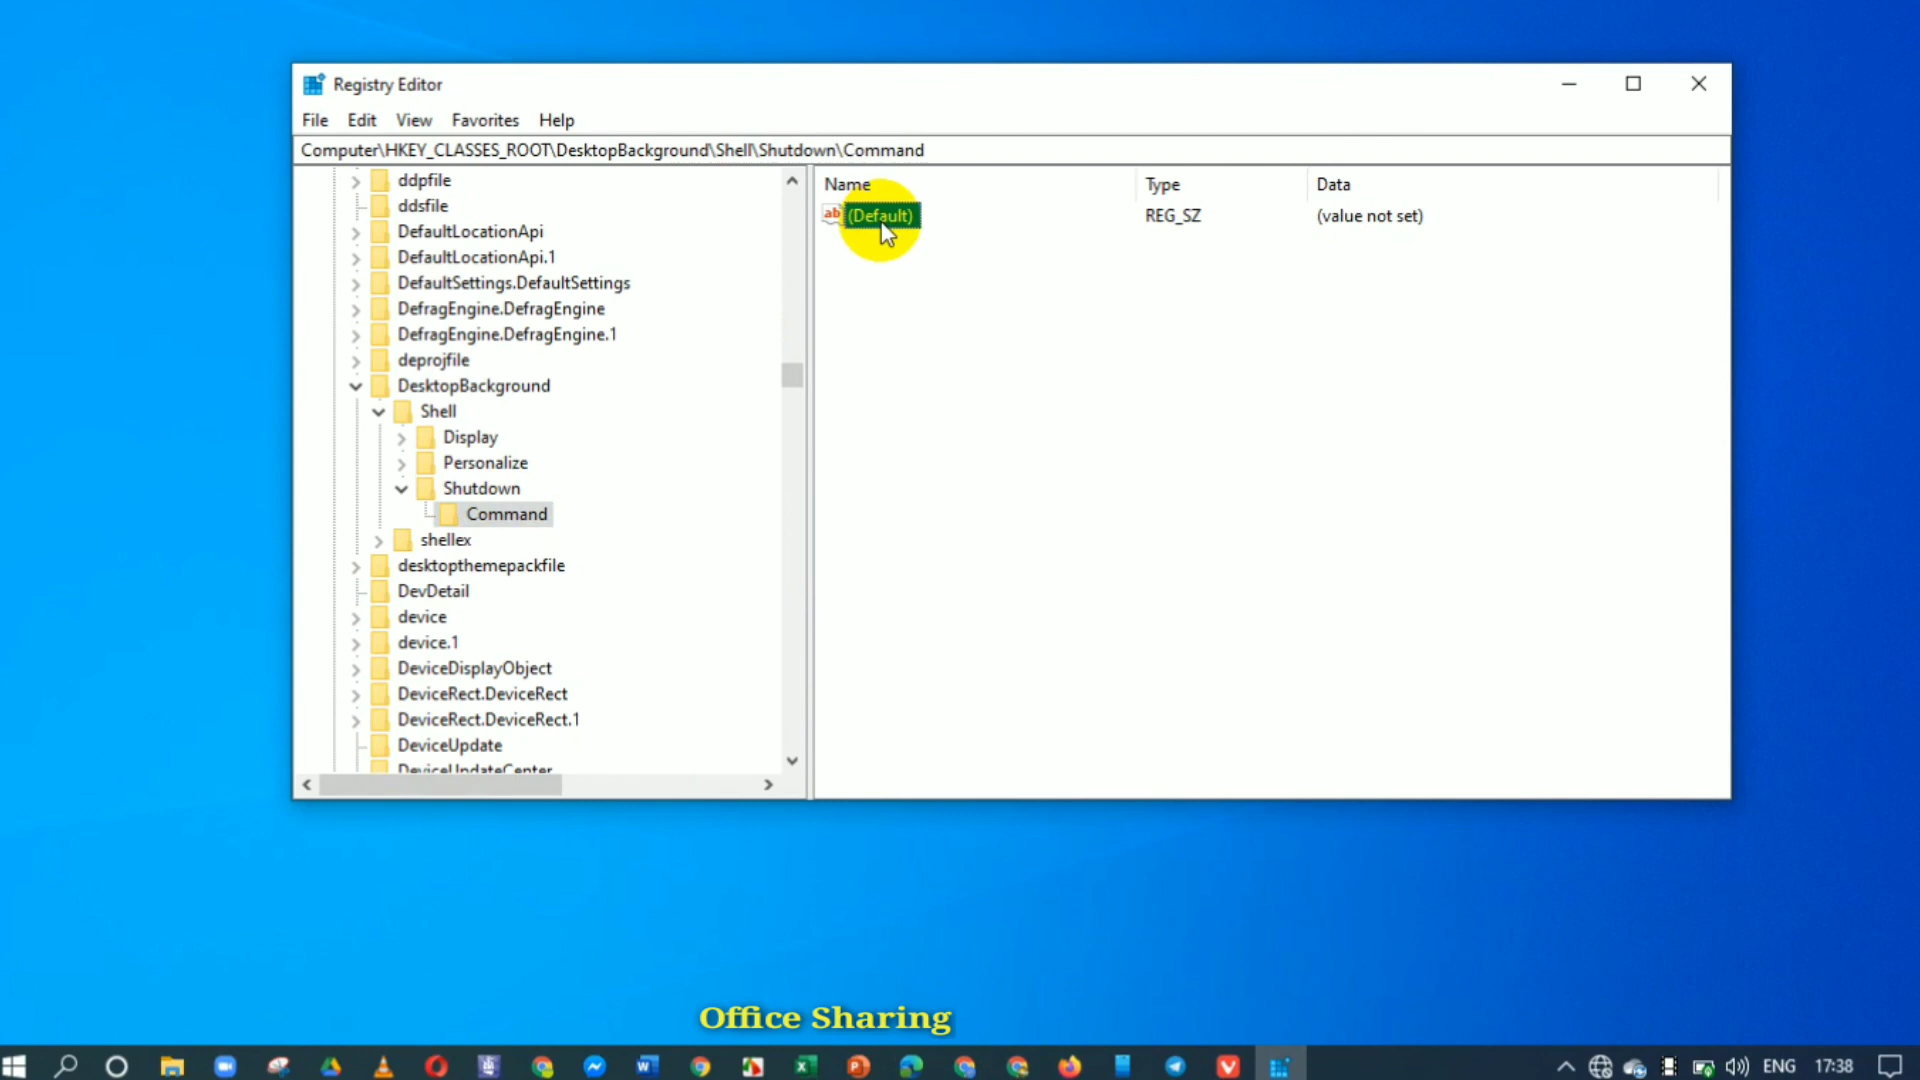 Registry Editor
File Edit View Favorites Help
Computer\HKEY_CLASSES_ROOT\DesktopBackground\Shell\Shutdown\Command
ddpfile
ddsfile
DefaultLocationApi
DefaultLocationApi.1
DefaultSettings.DefaultSettings
DefragEngine.DefragEngine
DefragEngine.DefragEngine.1
deprojfile
DesktopBackground
Shell
Display
Personalize
Shutdown
Command
shellex
desktopthemepackfile
DevDetail
device
device.1
DeviceDisplayObject
DeviceRect.DeviceRect
DeviceRect.DeviceRect.1
DeviceUpdate
DeviceUpdateCenter
Name Type Data
ab (Default) REG_SZ (value not set)
Office Sharing
ENG 17:38